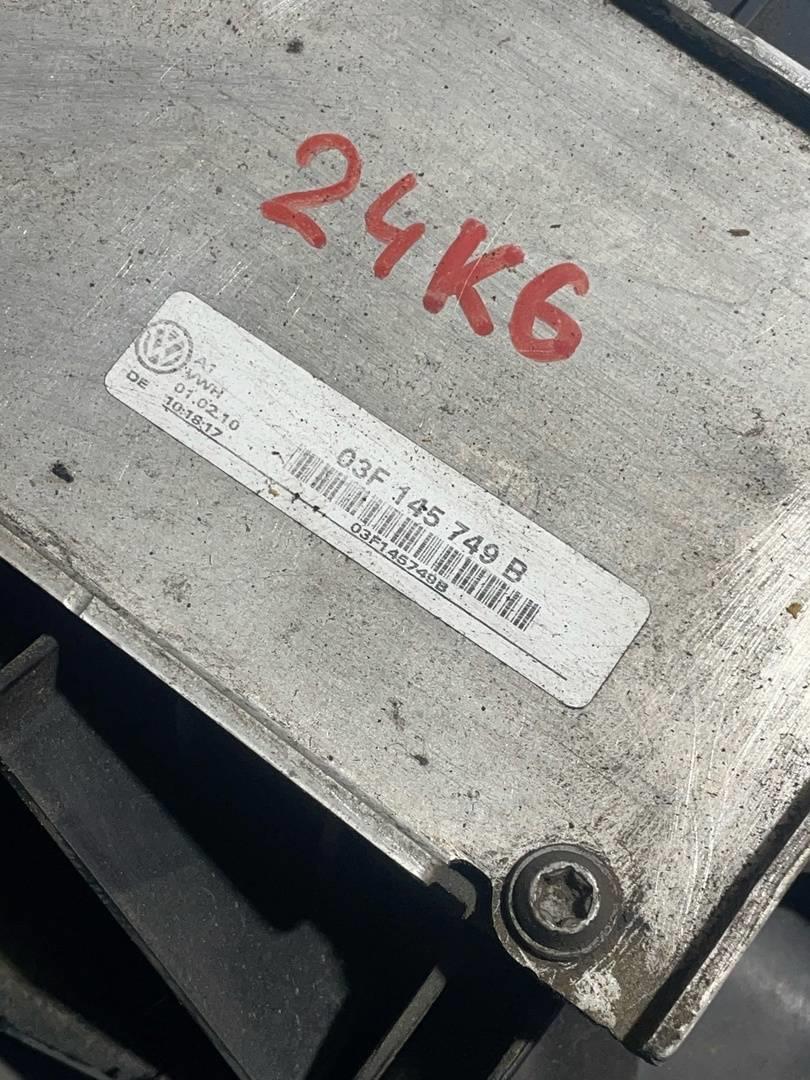 24K6
A1
VWH
DE 01.02.10
10:18:17
03F 145 749 B
03F145749B